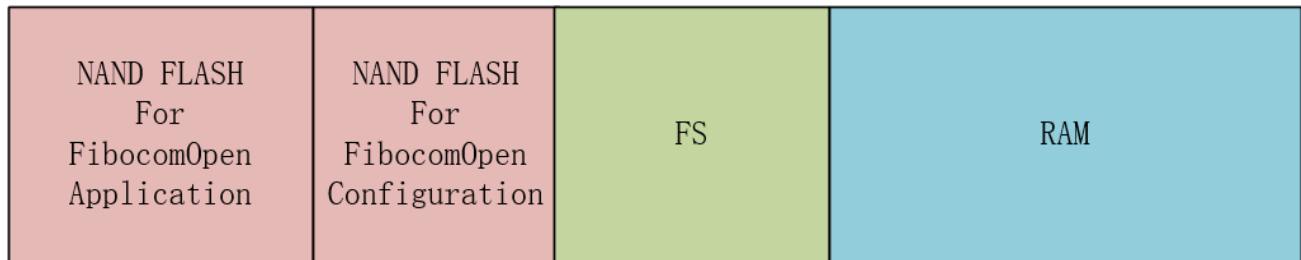 NAND FLASH
For
FibocomOpen
Application
NAND FLASH
For
FibocomOpen
Configuration
FS
RAM